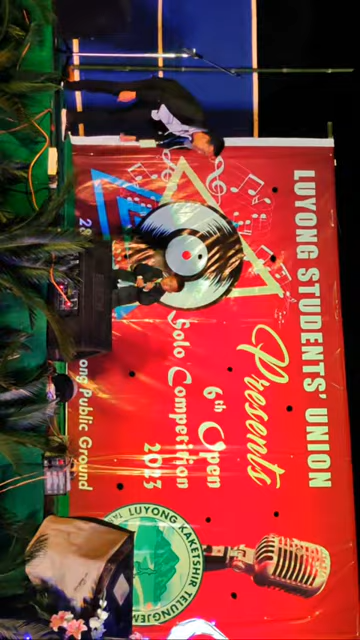 LUYONG STUDENTS' UNION
Presents
6th Open
Solo Competition
2023
ong Public Ground
LUYONG KAKETSHIR TELUNGJEM